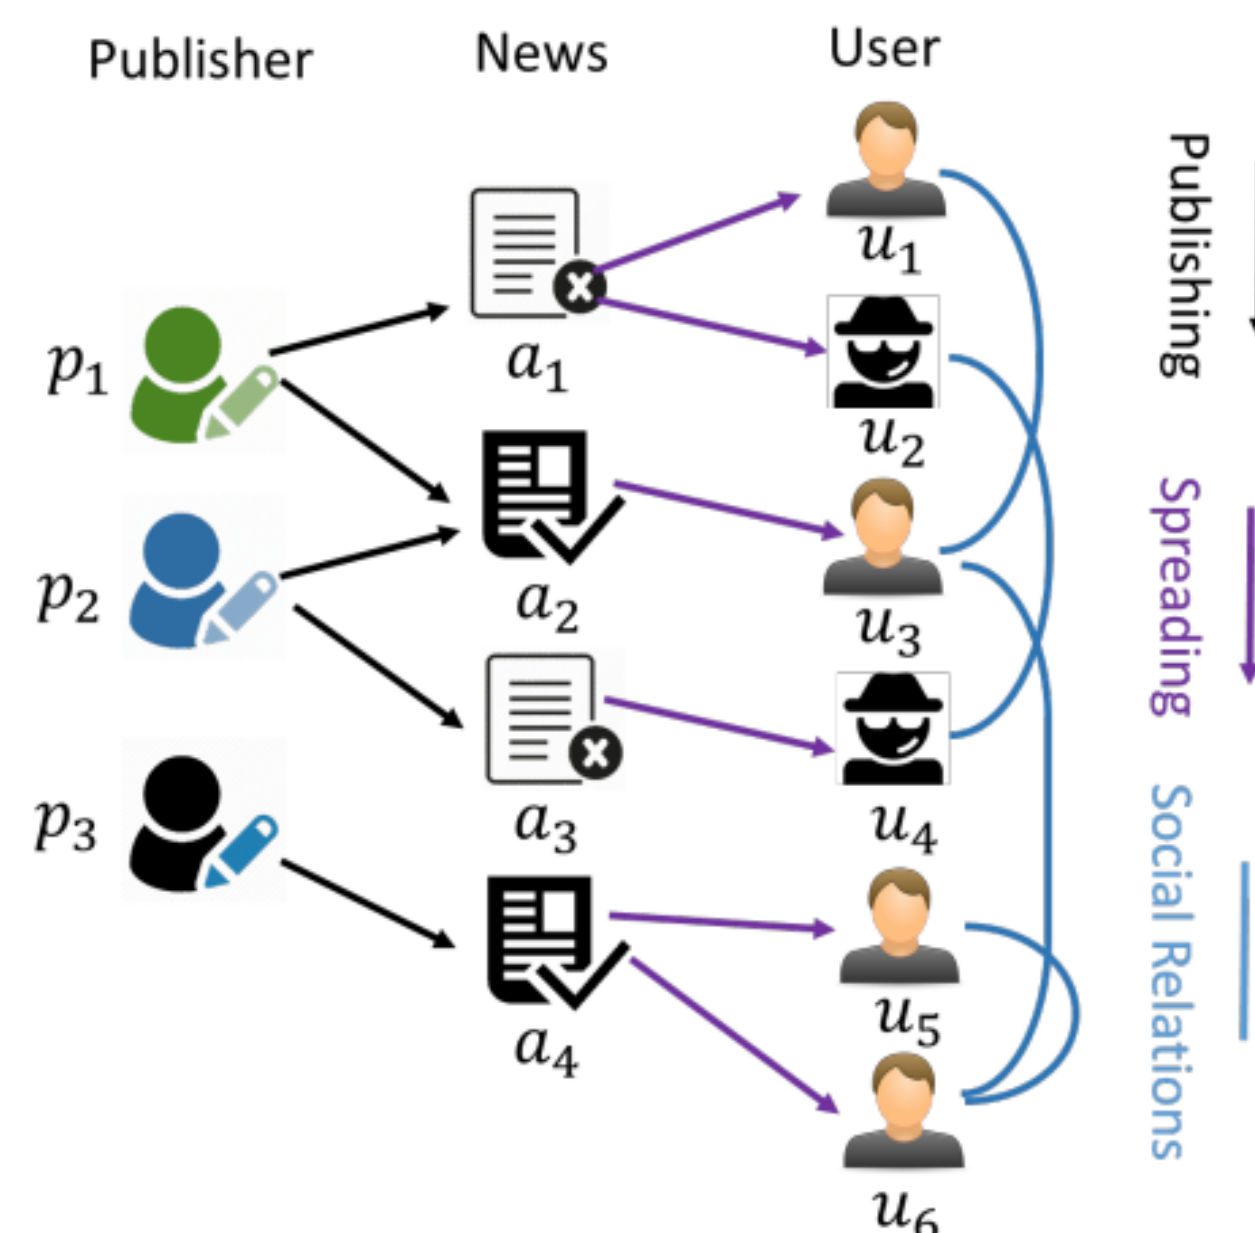 Publisher
News
User
p₁
p₂
p₃
a₁
a₂
a₃
a₄
u₁
u₂
u₃
u₄
u₅
u₆
Publishing
Spreading
Social Relations